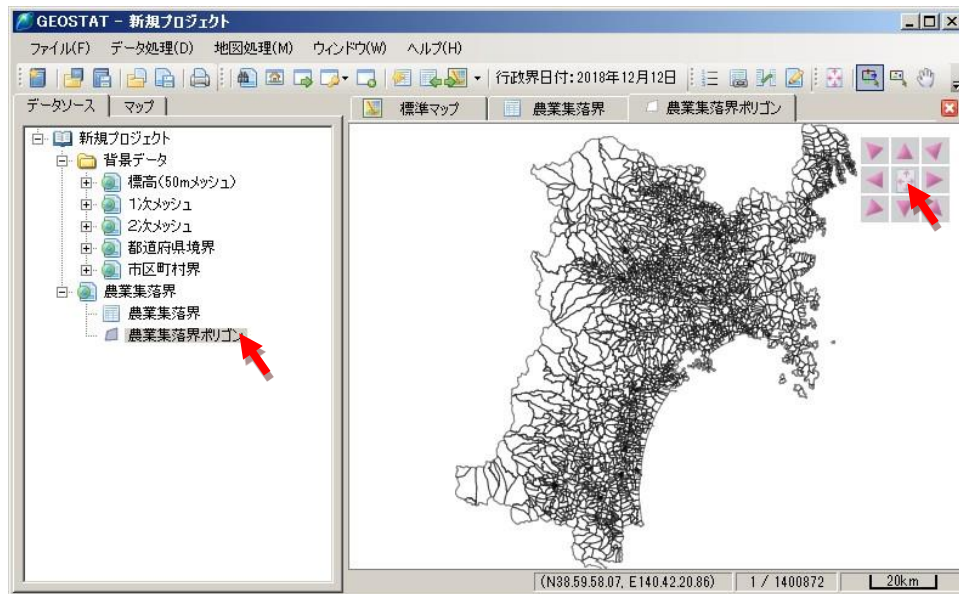 GEOSTAT - 新規プロジェクト
ファイル(F) データ処理(D) 地図処理(M) ウィンドウ(W) ヘルプ(H)
行政界日付:2018年12月12日
データソース マップ
標準マップ 農業集落界 農業集落界ポリゴン
新規プロジェクト
背景データ
標高(50mメッシュ)
1次メッシュ
2次メッシュ
都道府県境界
市区町村界
農業集落界
農業集落界
農業集落界ポリゴン
(N38.59.58.07, E140.42.20.86) 1 / 1400872 20km